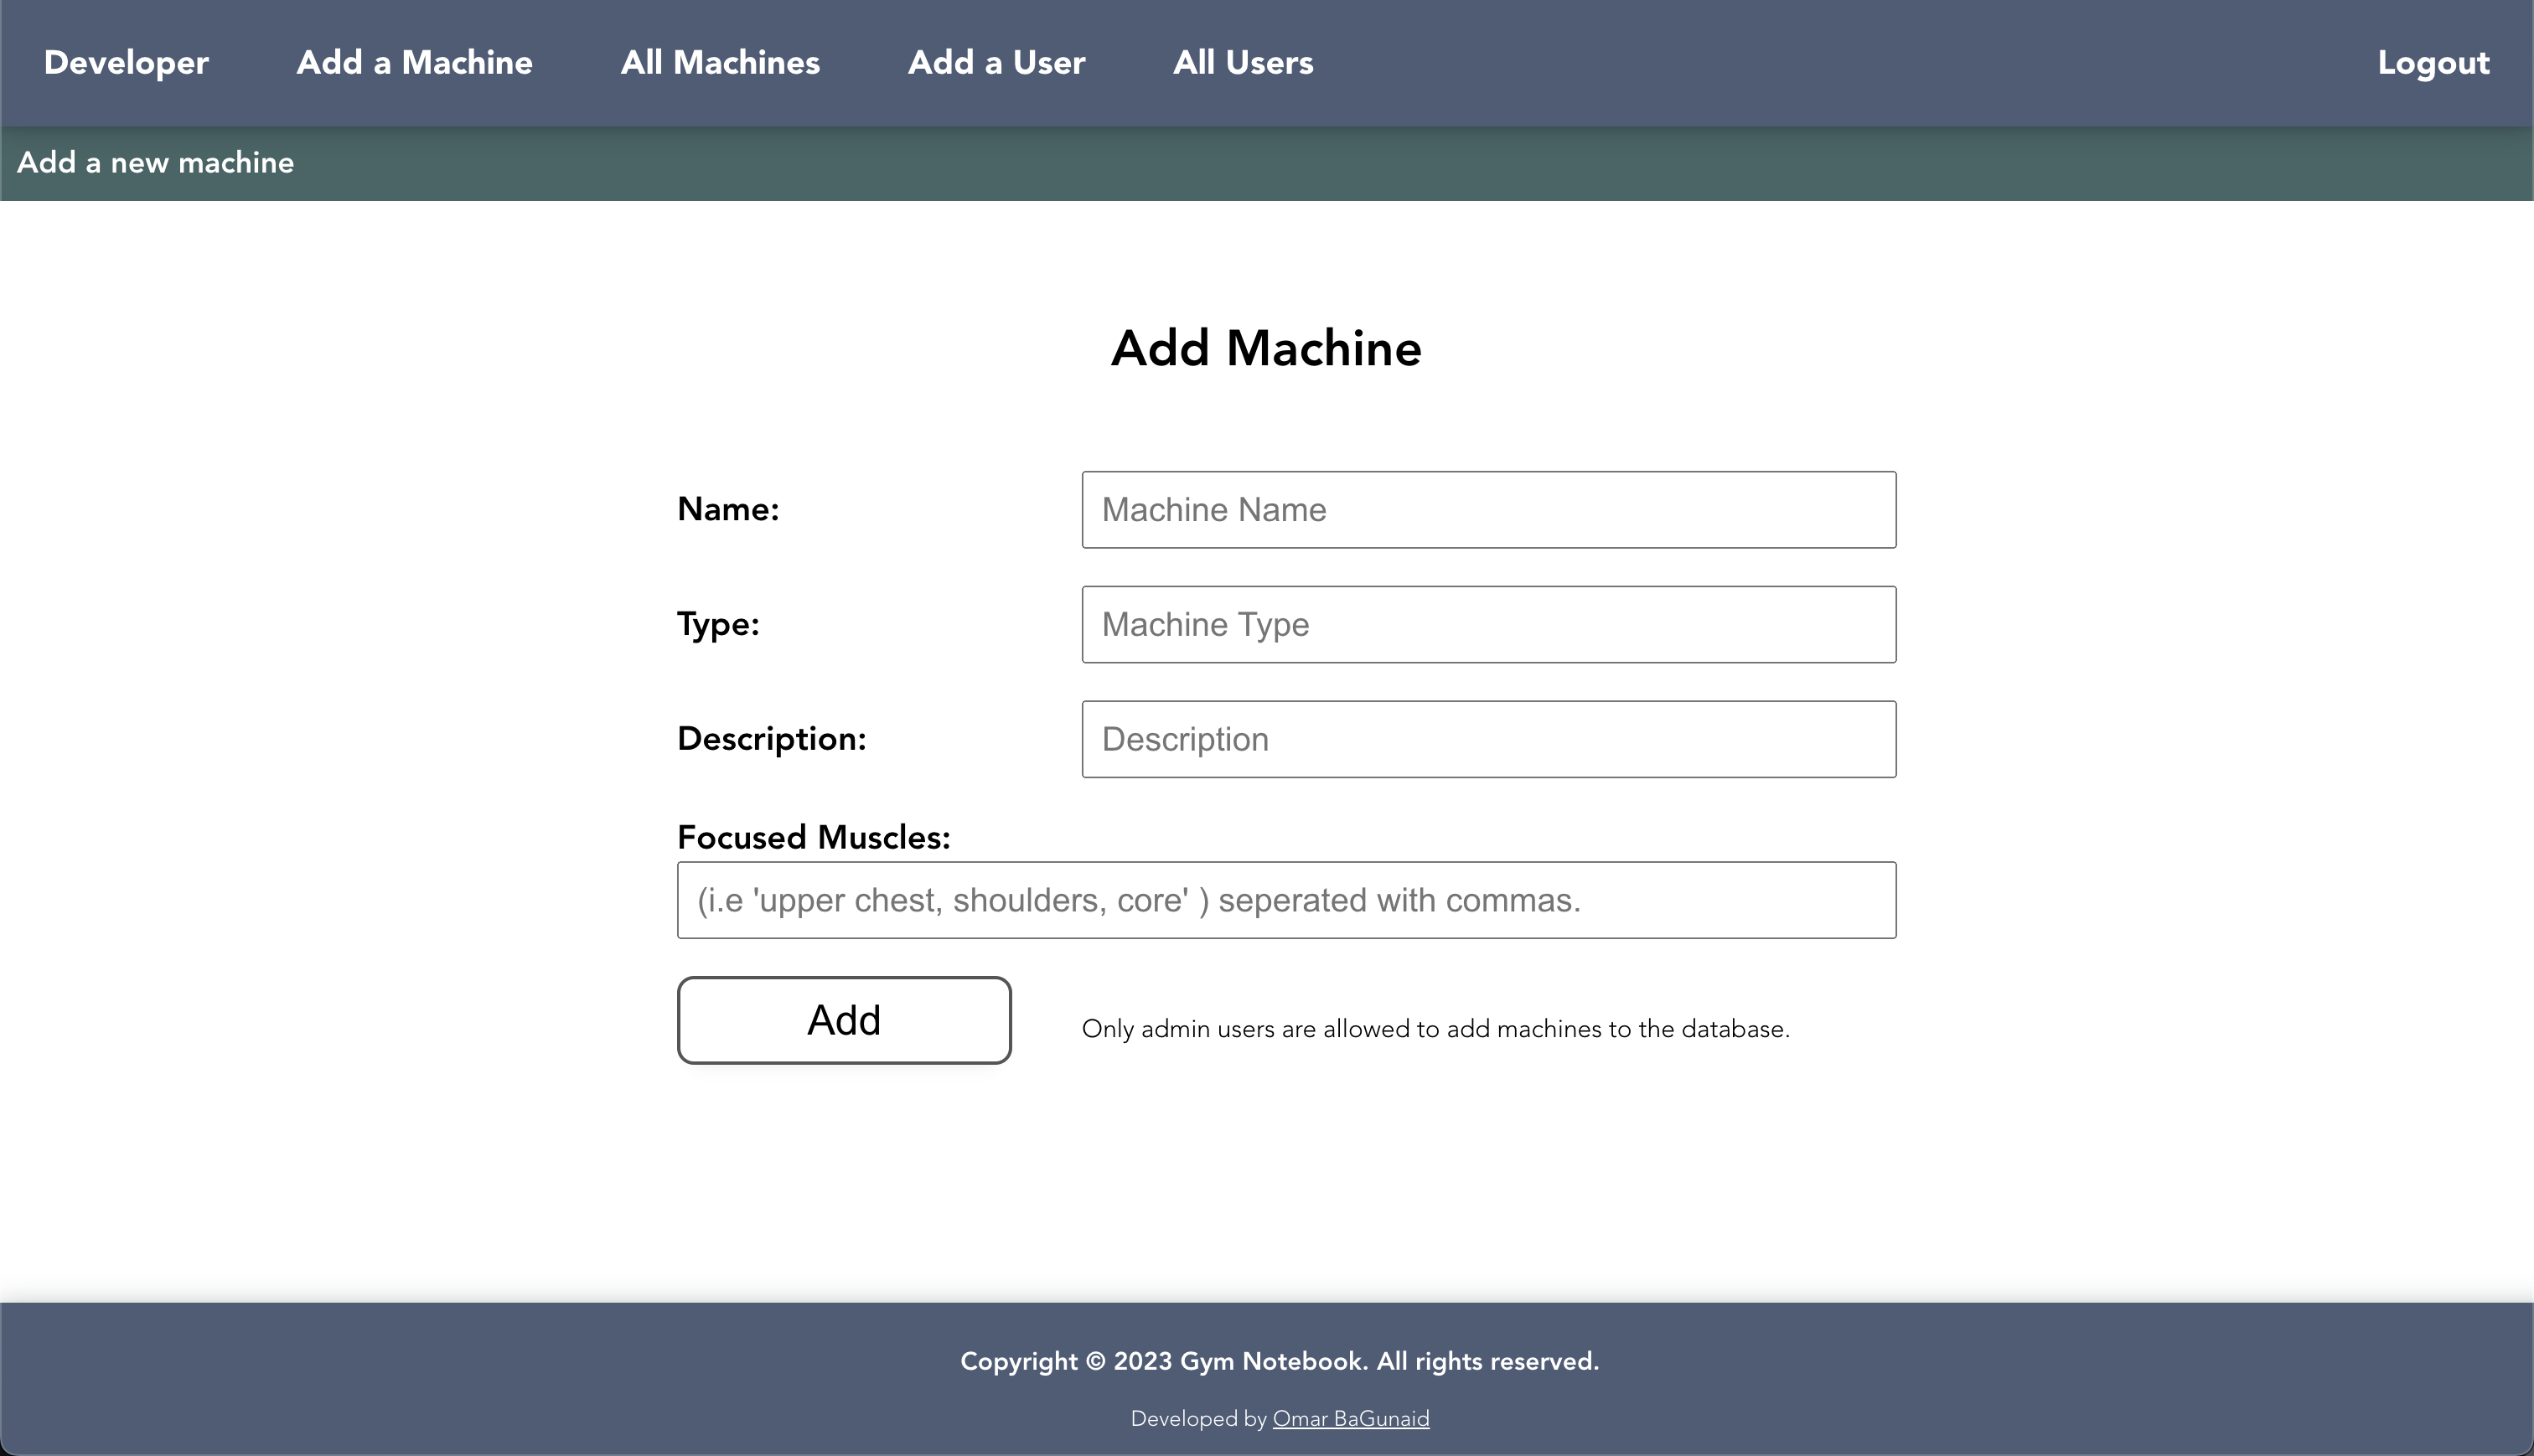 Developer Add a Machine All Machines Add a User All Users Logout
Add a new machine
Add Machine
Name: Machine Name
Type: Machine Type
Description: Description
Focused Muscles:
(i.e 'upper chest, shoulders, core' ) seperated with commas.
Add Only admin users are allowed to add machines to the database.
Copyright © 2023 Gym Notebook. All rights reserved.
Developed by Omar BaGunaid